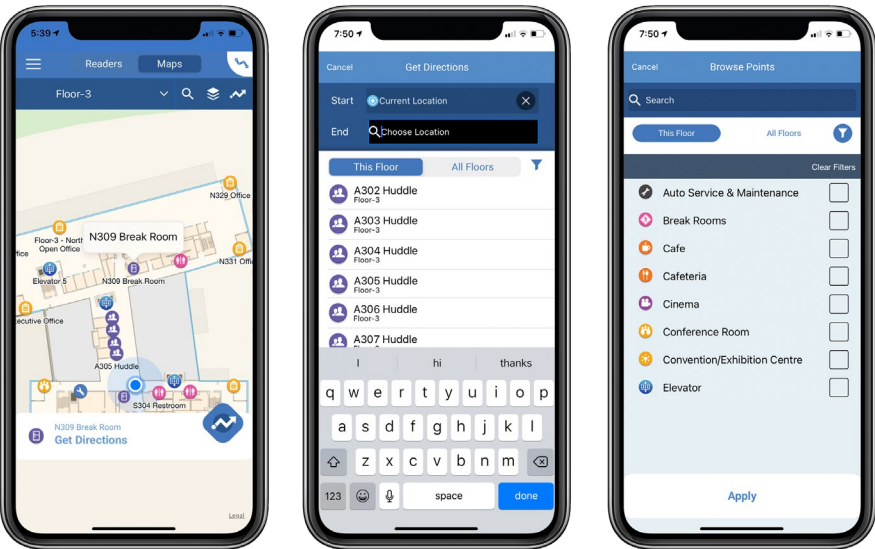 5:39
Readers
Maps
Floor-3
N329 Office
N309 Break Room
Floor-3 - North
Open Office
fice
N331 Offi
Elevator 5
N309 Break Room
ecutive Office
A305 Huddle
S304 Restroom
N309 Break Room
Get Directions
Legal
7:50
Cancel
Get Directions
Start
Current Location
End
Choose Location
This Floor
All Floors
A302 Huddle
Floor-3
A303 Huddle
Floor-3
A304 Huddle
Floor-3
A305 Huddle
Floor-3
A306 Huddle
Floor-3
A307 Huddle
Floor-3
I hi thanks
q w e r t y u i o p
a s d f g h j k l
z x c v b n m
123 space done
7:50
Cancel
Browse Points
Search
This Floor
All Floors
Clear Filters
Auto Service & Maintenance
Break Rooms
Cafe
Cafeteria
Cinema
Conference Room
Convention/Exhibition Centre
Elevator
Apply